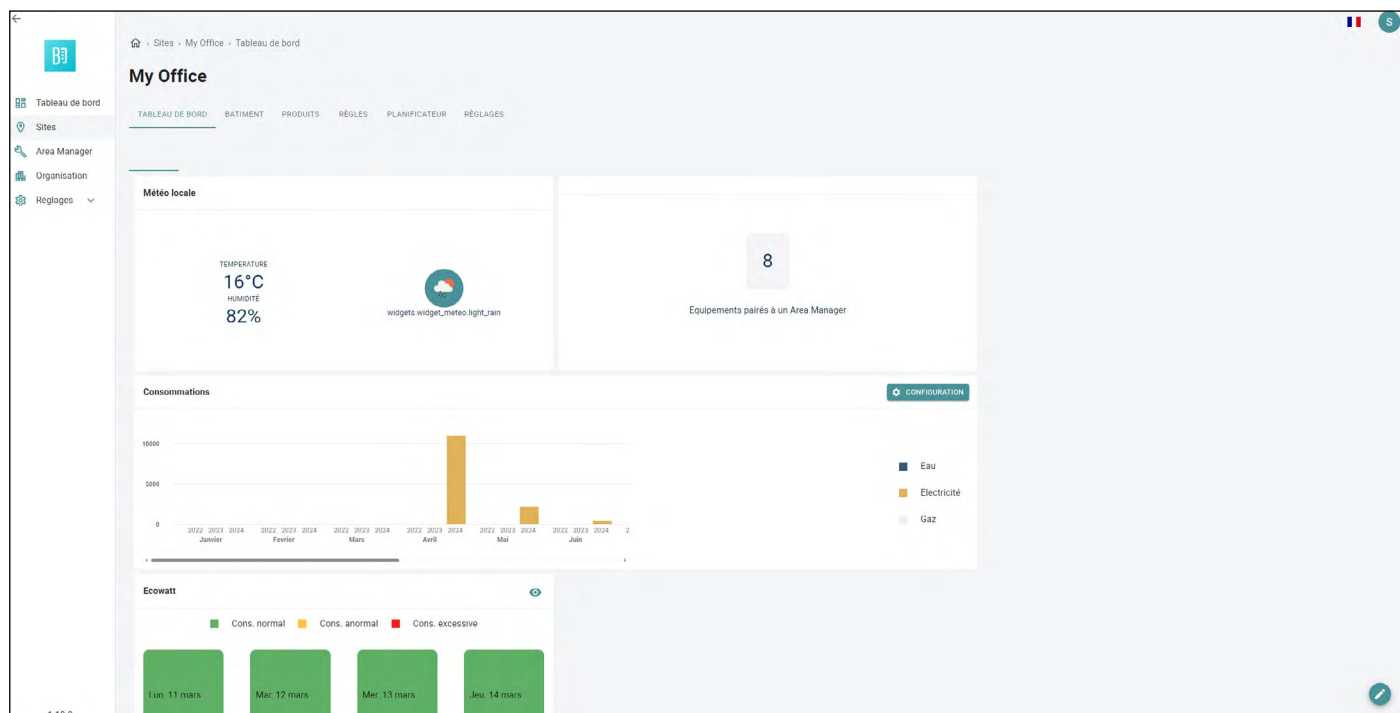 S
Sites › My Office › Tableau de bord
My Office
Tableau de bord
Sites
Area Manager
Organisation
Réglages
TABLEAU DE BORD BATIMENT PRODUITS RÈGLES PLANIFICATEUR RÉGLAGES
Météo locale
TEMPERATURE
16°C
HUMIDITÉ
82%
widgets.widget_meteo.light_rain
8
Equipements pairés à un Area Manager
Consommations
CONFIGURATION
10000
5000
0
2022 2023 2024 2022 2023 2024 2022 2023 2024 2022 2023 2024 2022 2023 2024 2022 2023 2024 2
Janvier Fevrier Mars Avril Mai Juin
Eau
Electricité
Gaz
Ecowatt
Cons. normal Cons. anormal Cons. excessive
Lun. 11 mars Mar. 12 mars Mer. 13 mars Jeu. 14 mars